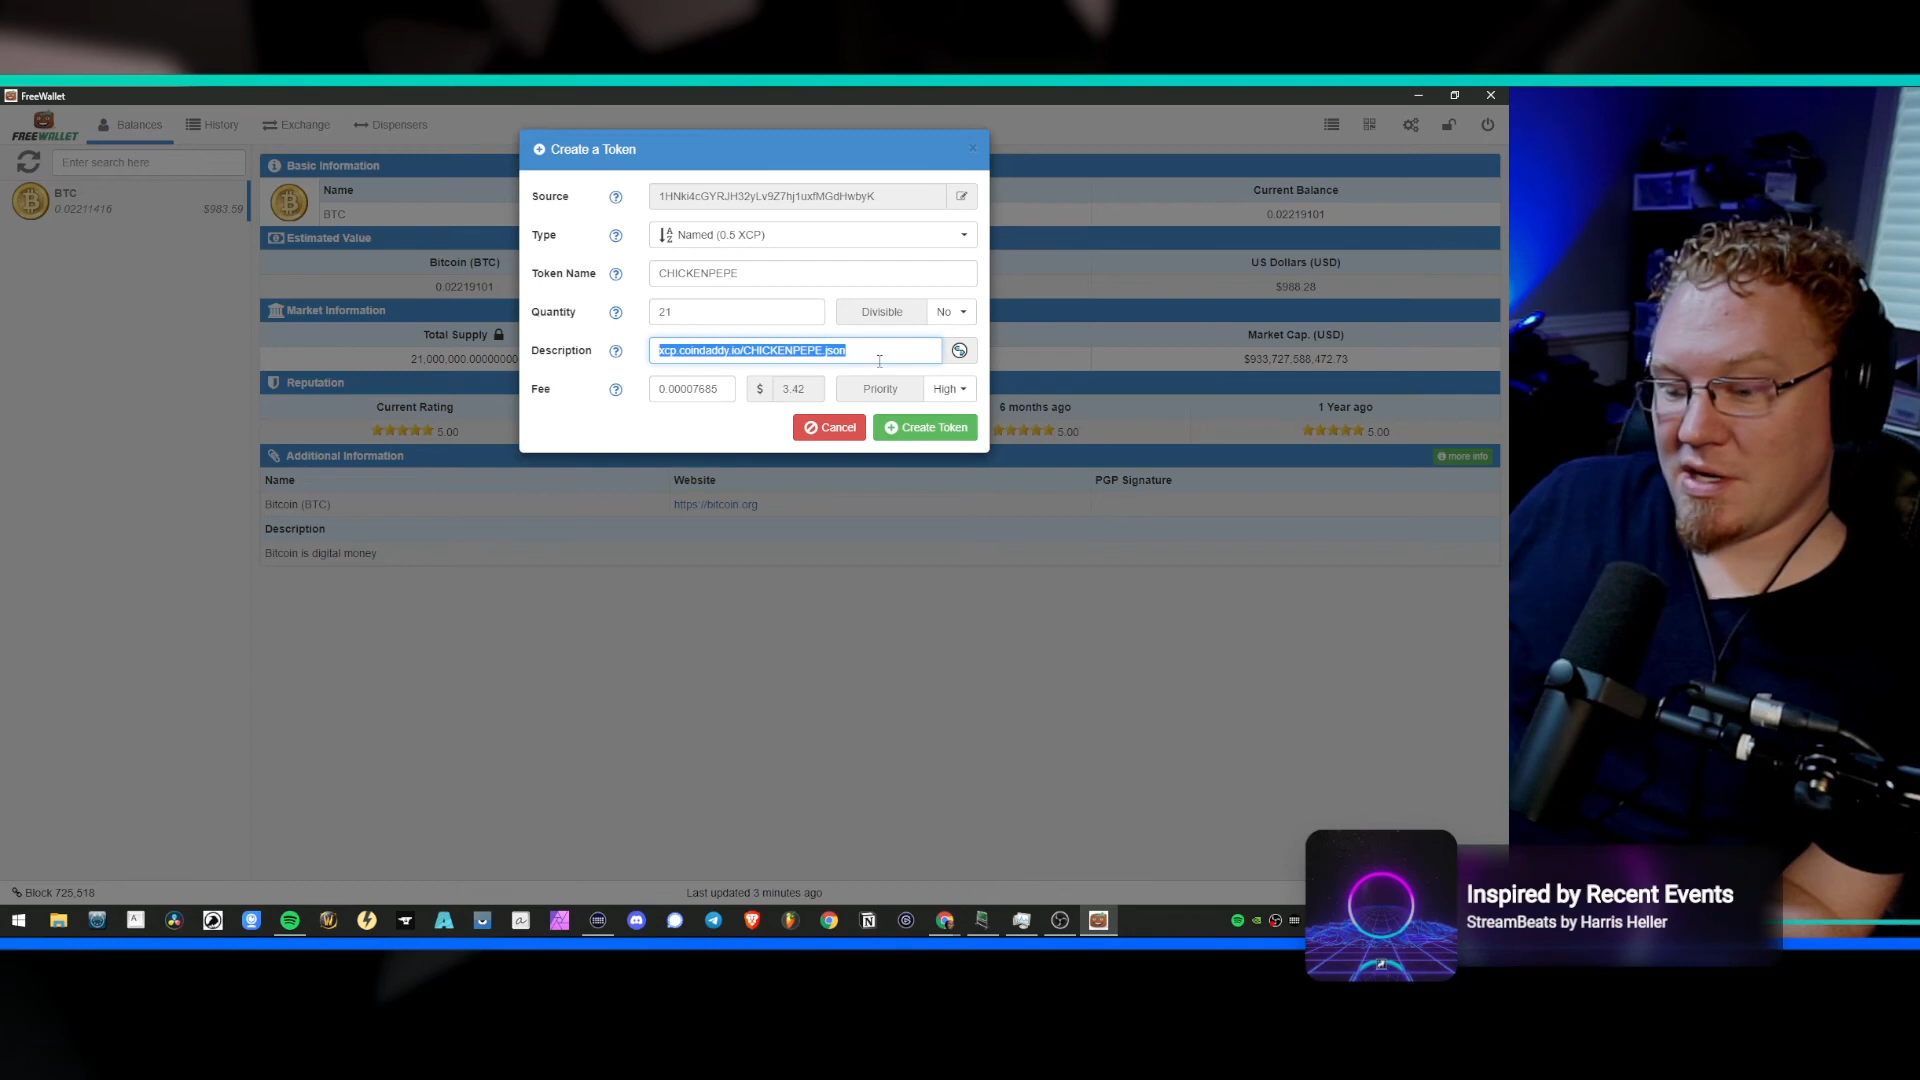 FreeWallet
FREEWALLET
Balances
History
Exchange
Dispensers
Enter search here
BTC
0.02211416
$983.59
Basic Information
Name
BTC
Current Balance
0.02219101
Estimated Value
Bitcoin (BTC)
0.02219101
US Dollars (USD)
$988.28
Market Information
Total Supply
21,000,000.00000000
Market Cap. (USD)
$933,727,588,472.73
Reputation
Current Rating
5.00
6 months ago
5.00
1 Year ago
5.00
Additional Information
more info
Name
Website
PGP Signature
Bitcoin (BTC)
https://bitcoin.org
Description
Bitcoin is digital money
Create a Token
×
Source
1HNki4cGYRJH32yLv9Z7hj1uxfMGdHwbyK
Type
Named (0.5 XCP)
Token Name
CHICKENPEPE
Quantity
21
Divisible
No
Description
xcp.coindaddy.io/CHICKENPEPE.json
Fee
0.00007685
$
3.42
Priority
High
Cancel
Create Token
Block 725,518
Last updated 3 minutes ago
Inspired by Recent Events
StreamBeats by Harris Heller